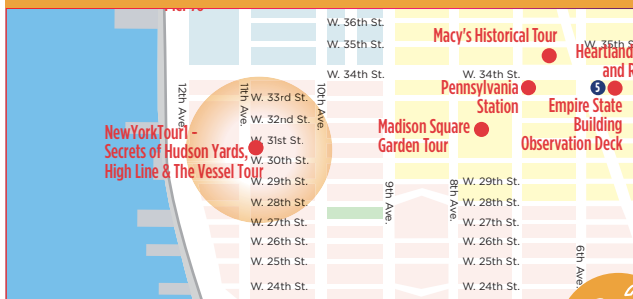 W. 36th St.
W. 35th St.
W. 34th St.
Macy's Historical Tour
W. 35th S
Heartland
and R
W. 34th St.
Pennsylvania
Station
5
Empire State
Building
Observation Deck
Madison Square
Garden Tour
12th Ave.
11th Ave.
10th Ave.
W. 33rd St.
W. 32nd St.
W. 31st St.
W. 30th St.
W. 29th St.
W. 28th St.
W. 27th St.
W. 26th St.
W. 25th St.
W. 24th St.
NewYorkTour1 -
Secrets of Hudson Yards,
High Line & The Vessel Tour
9th Ave.
8th Ave.
W. 29th St.
W. 28th St.
W. 27th St.
W. 26th St.
W. 25th St.
W. 24th St.
6th Ave.